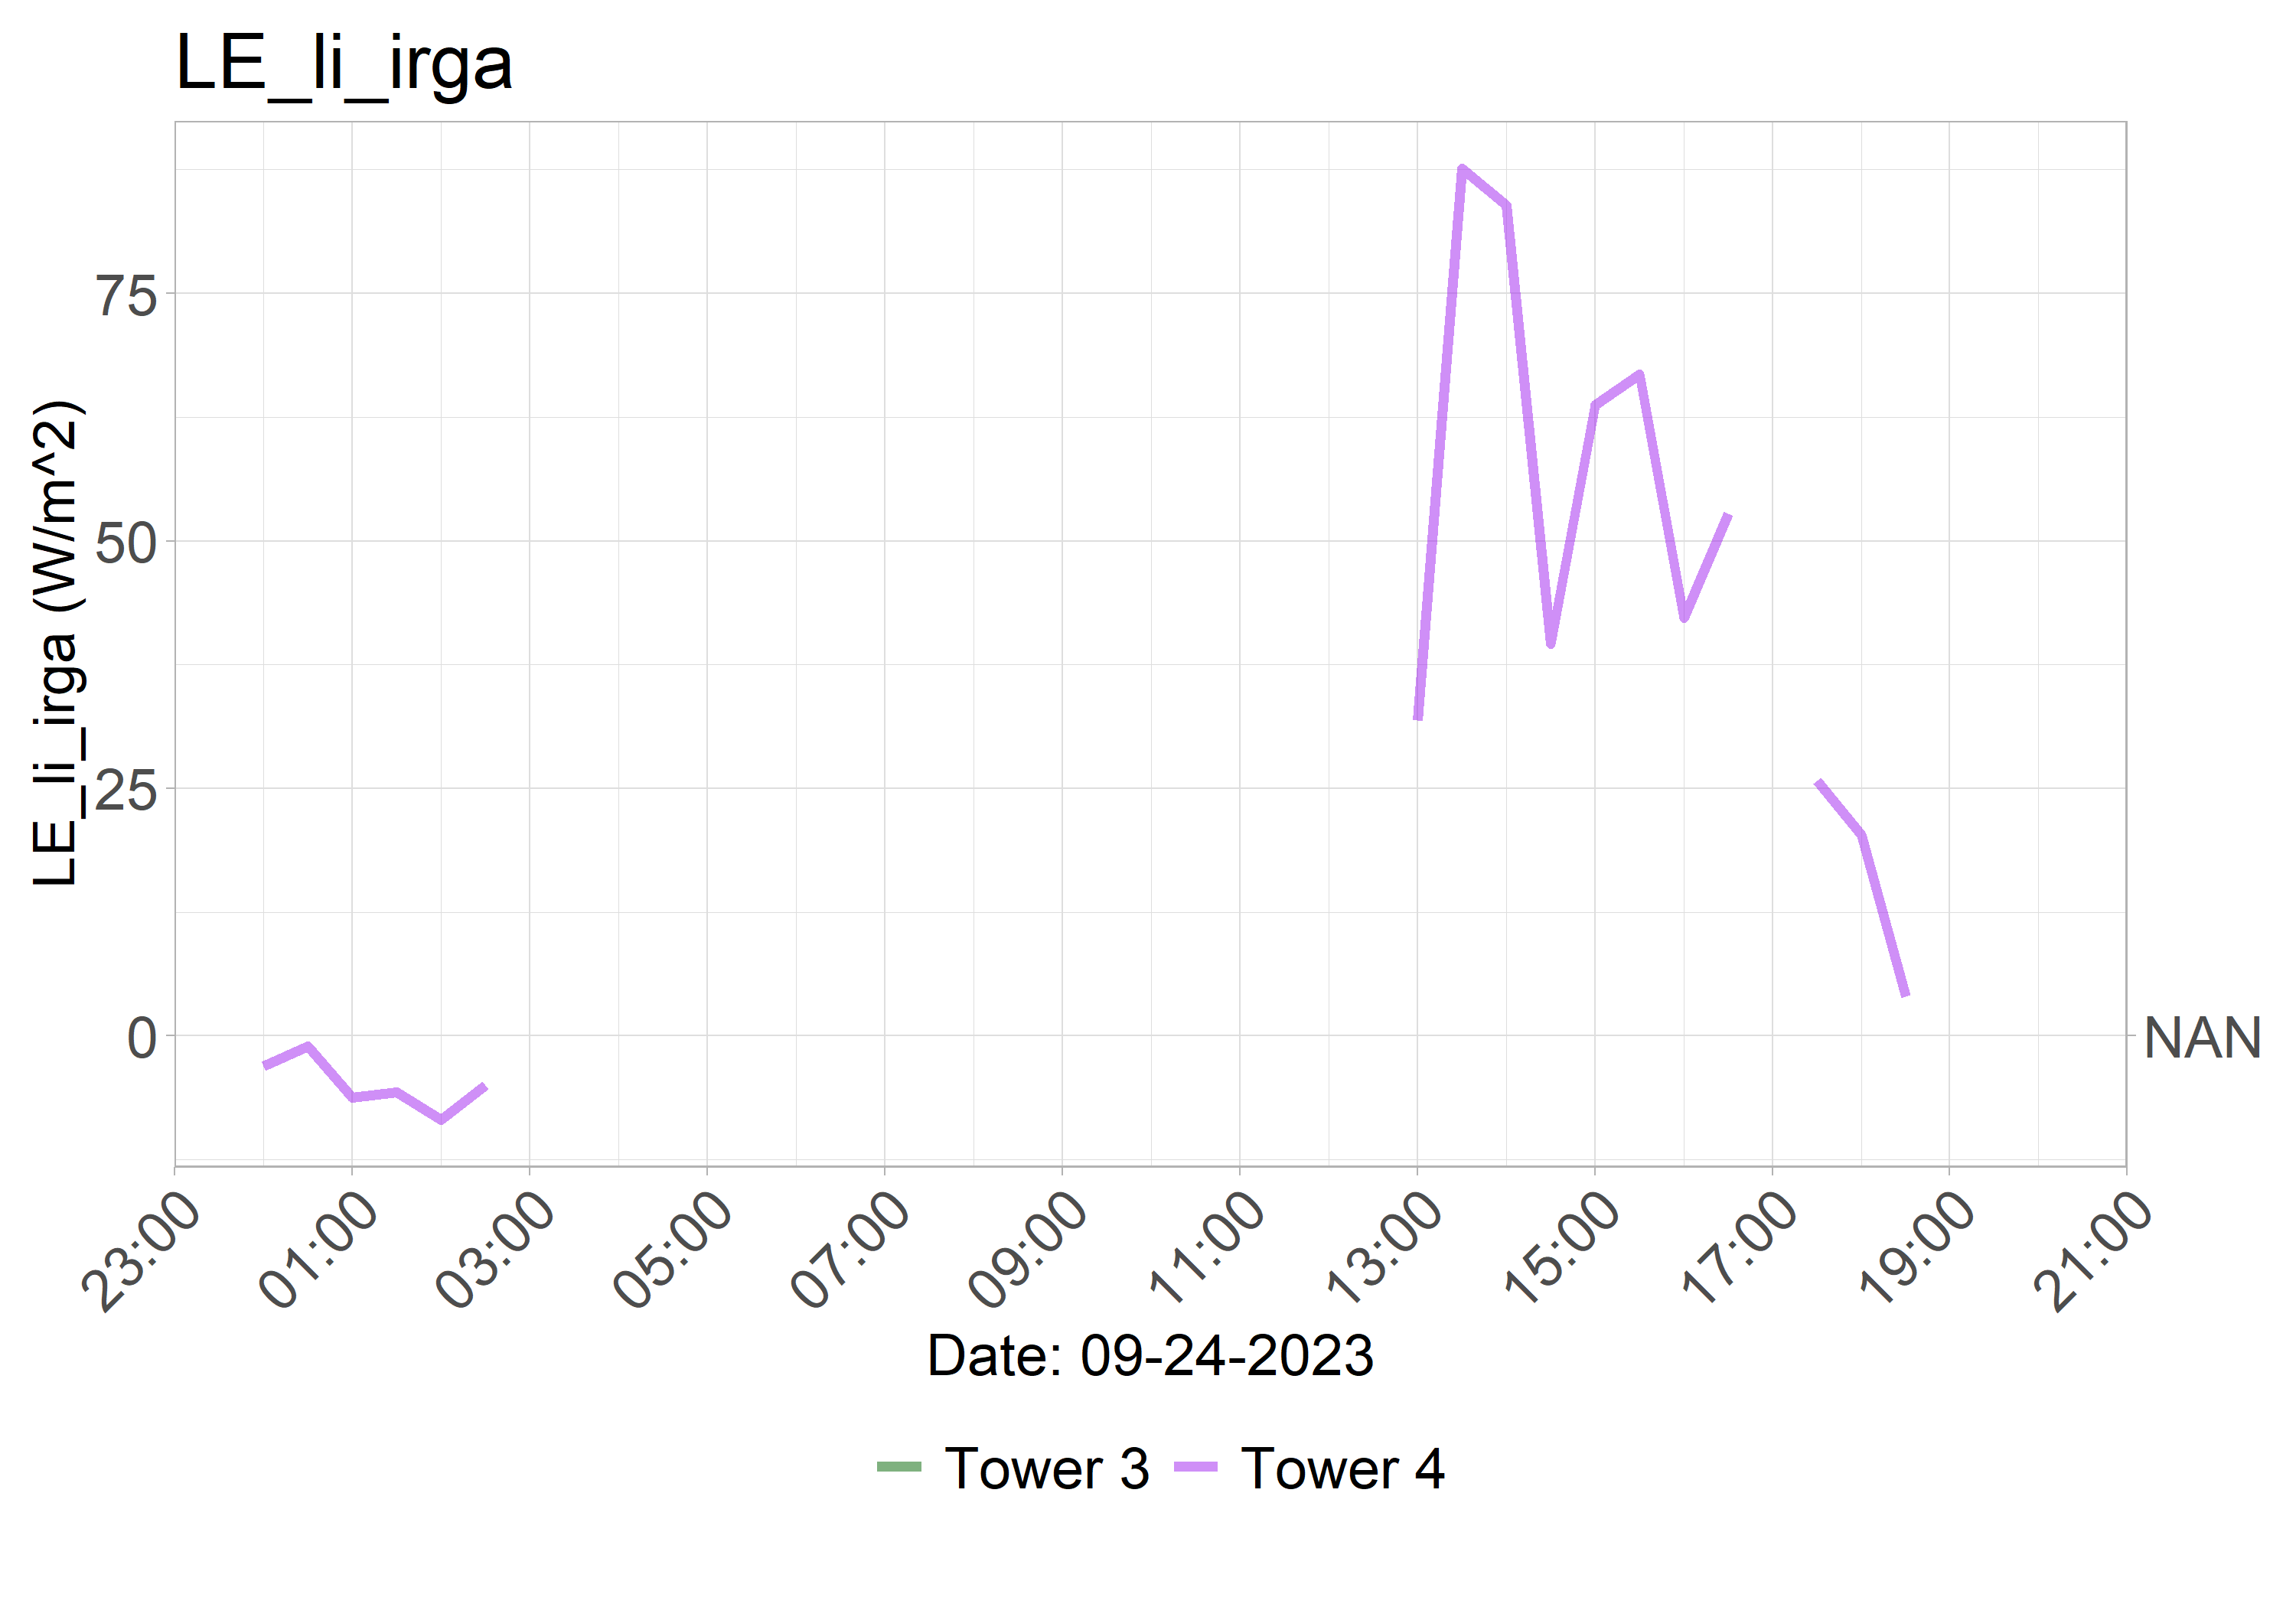 LE_li_irga
LE_li_irga (W/m^2)
75
50
25
0
NAN
23:00 01:00 03:00 05:00 07:00 09:00 11:00 13:00 15:00 17:00 19:00 21:00
Date: 09-24-2023
Tower 3 Tower 4